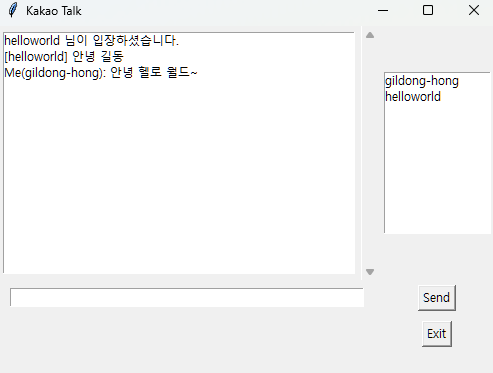 Kakao Talk
helloworld 님이 입장하셨습니다.
[helloworld] 안녕 길동
Me(gildong-hong): 안녕 헬로 월드~
gildong-hong
helloworld
Send
Exit